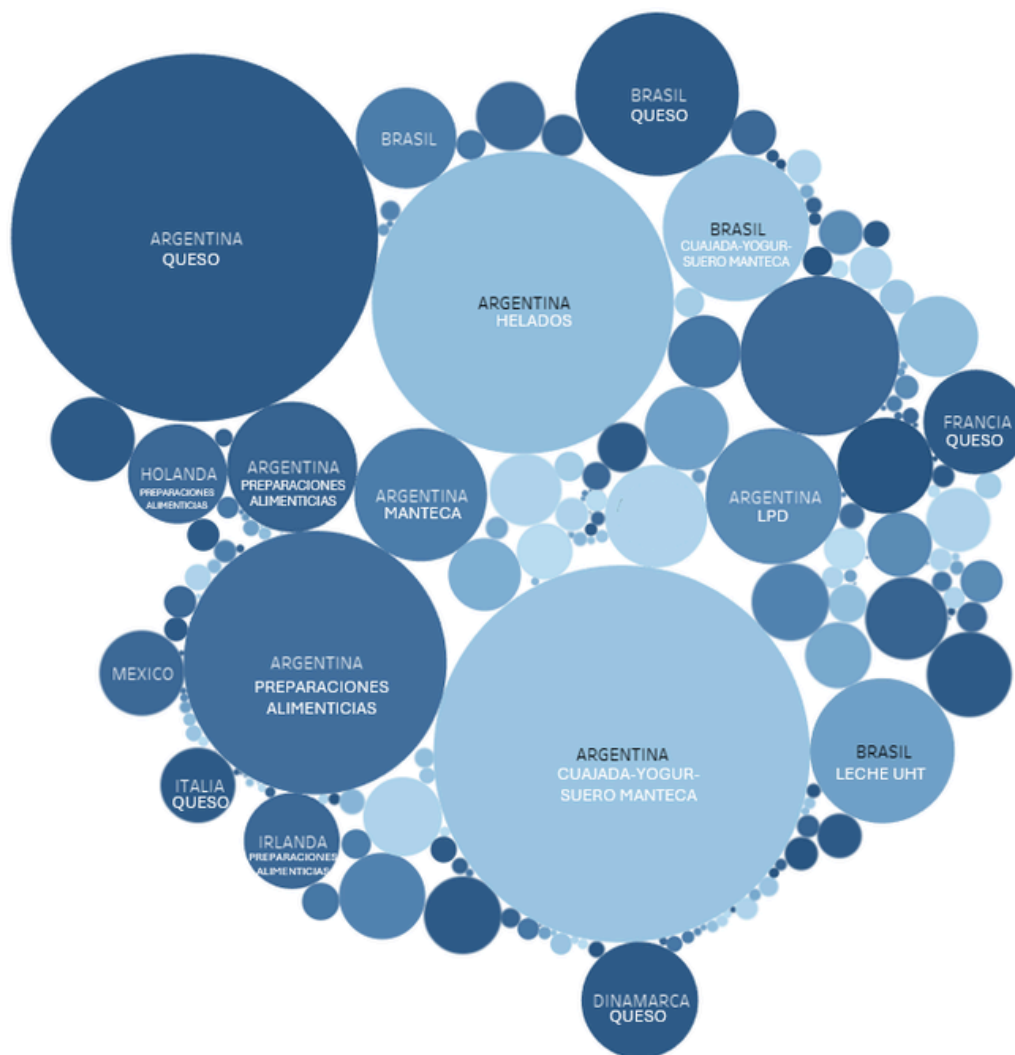 BRASIL
QUESO
BRASIL
ARGENTINA
QUESO
BRASIL
CUAJADA-YOGUR-
SUERO MANTECA
ARGENTINA
HELADOS
FRANCIA
QUESO
HOLANDA
PREPARACIONES
ALIMENTICIAS
ARGENTINA
PREPARACIONES
ALIMENTICIAS
ARGENTINA
MANTECA
ARGENTINA
LPD
MEXICO
ARGENTINA
PREPARACIONES
ALIMENTICIAS
ARGENTINA
CUAJADA-YOGUR-
SUERO MANTECA
BRASIL
LECHE UHT
ITALIA
QUESO
IRLANDA
PREPARACIONES
ALIMENTICIAS
DINAMARCA
QUESO